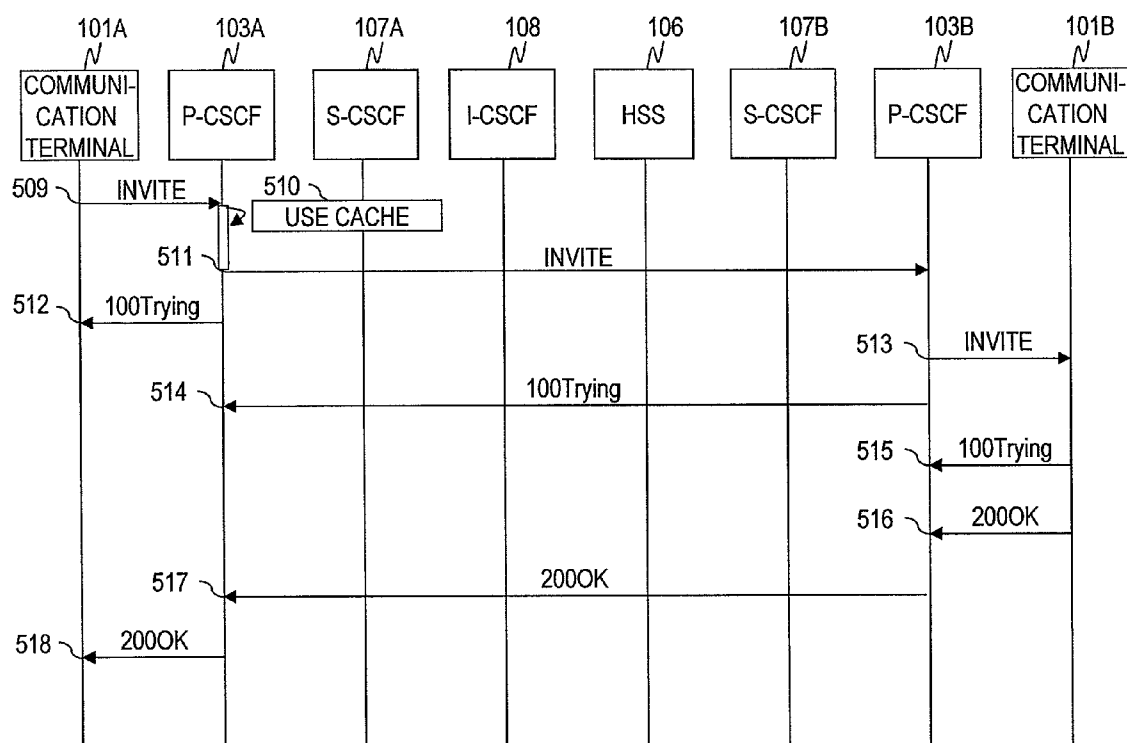 101A 103A 107A 108 106 107B 103B 101B
COMMUNI-
CATION
TERMINAL
P-CSCF
S-CSCF
I-CSCF
HSS
S-CSCF
P-CSCF
COMMUNI-
CATION
TERMINAL
509 INVITE
510
USE CACHE
511 INVITE
512 100Trying
513 INVITE
514 100Trying
515 100Trying
516 200OK
517 200OK
518 200OK